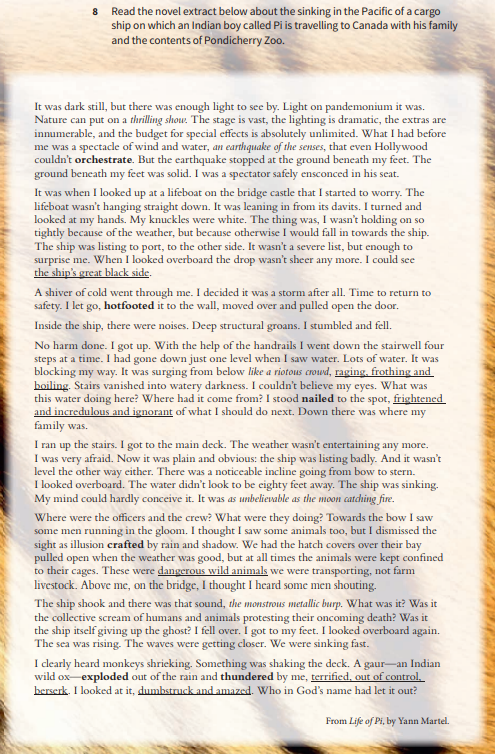 8 Read the novel extract below about the sinking in the Pacific of a cargo
ship on which an Indian boy called Pi is travelling to Canada with his family
and the contents of Pondicherry Zoo.
It was dark still, but there was enough light to see by. Light on pandemonium it was.
Nature can put on a thrilling show. The stage is vast, the lighting is dramatic, the extras are
innumerable, and the budget for special effects is absolutely unlimited. What I had before
me was a spectacle of wind and water, an earthquake of the senses, that even Hollywood
couldn't orchestrate. But the earthquake stopped at the ground beneath my feet. The
ground beneath my feet was solid. I was a spectator safely ensconced in his seat.
It was when I looked up at a lifeboat on the bridge castle that I started to worry. The
lifeboat wasn't hanging straight down. It was leaning in from its davits. I turned and
looked at my hands. My knuckles were white. The thing was, I wasn't holding on so
tightly because of the weather, but because otherwise I would fall in towards the ship.
The ship was listing to port, to the other side. It wasn't a severe list, but enough to
surprise me. When I looked overboard the drop wasn't sheer any more. I could see
the ship's great black side.
A shiver of cold went through me. I decided it was a storm after all. Time to return to
safety. I let go, hotfooted it to the wall, moved over and pulled open the door.
Inside the ship, there were noises. Deep structural groans. I stumbled and fell.
No harm done. I got up. With the help of the handrails I went down the stairwell four
steps at a time. I had gone down just one level when I saw water. Lots of water. It was
blocking my way. It was surging from below like a riotous crowd, raging, frothing and
boiling. Stairs vanished into watery darkness. I couldn't believe my eyes. What was
this water doing here? Where had it come from? I stood nailed to the spot, frightened
and incredulous and ignorant of what I should do next. Down there was where my
family was.
I ran up the stairs. I got to the main deck. The weather wasn't entertaining any more.
I was very afraid. Now it was plain and obvious: the ship was listing badly. And it wasn't
level the other way either. There was a noticeable incline going from bow to stern.
I looked overboard. The water didn't look to be eighty feet away. The ship was sinking.
My mind could hardly conceive it. It was as unbelievable as the moon catching fire.
Where were the officers and the crew? What were they doing? Towards the bow I saw
some men running in the gloom. I thought I saw some animals too, but I dismissed the
sight as illusion crafted by rain and shadow. We had the hatch covers over their bay
pulled open when the weather was good, but at all times the animals were kept confined
to their cages. These were dangerous wild animals we were transporting, not farm
livestock. Above me, on the bridge, I thought I heard some men shouting.
The ship shook and there was that sound, the monstrous metallic burp. What was it? Was it
the collective scream of humans and animals protesting their oncoming death? Was it
the ship itself giving up the ghost? I fell over. I got to my feet. I looked overboard again.
The sea was rising. The waves were getting closer. We were sinking fast.
I clearly heard monkeys shrieking. Something was shaking the deck. A gaur—an Indian
wild ox—exploded out of the rain and thundered by me, terrified, out of control,
berserk. I looked at it, dumbstruck and amazed. Who in God's name had let it out?
From Life of Pi, by Yann Martel.